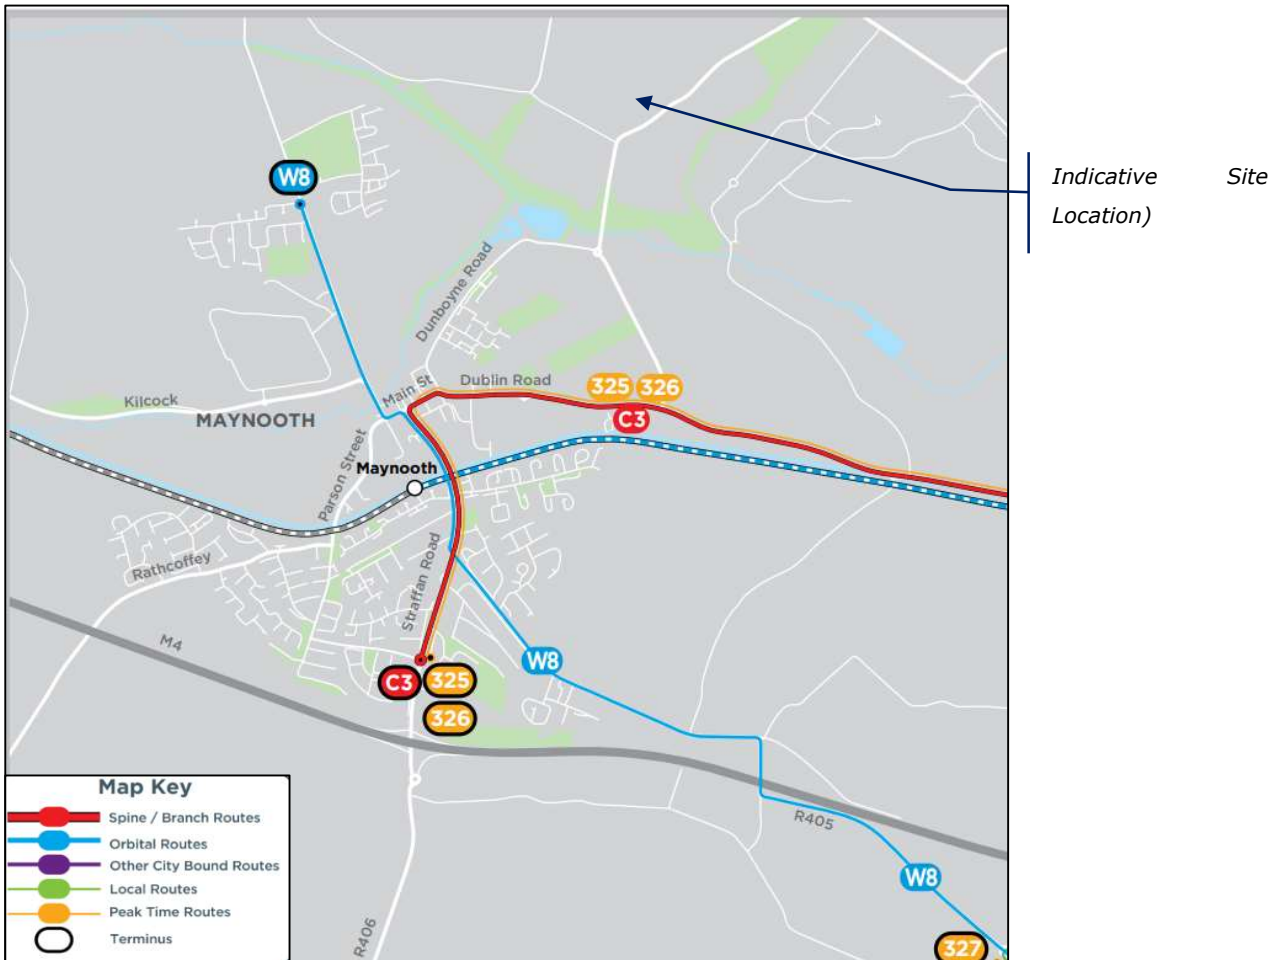 W8
Indicative Site
Location)
Dunboyne Road
Main St
Dublin Road
325
326
C3
Kilcock
MAYNOOTH
Parson Street
Maynooth
Rathcoffey
Straffan Road
M4
C3
325
326
W8
R405
W8
R406
327
Map Key
Spine / Branch Routes
Orbital Routes
Other City Bound Routes
Local Routes
Peak Time Routes
Terminus